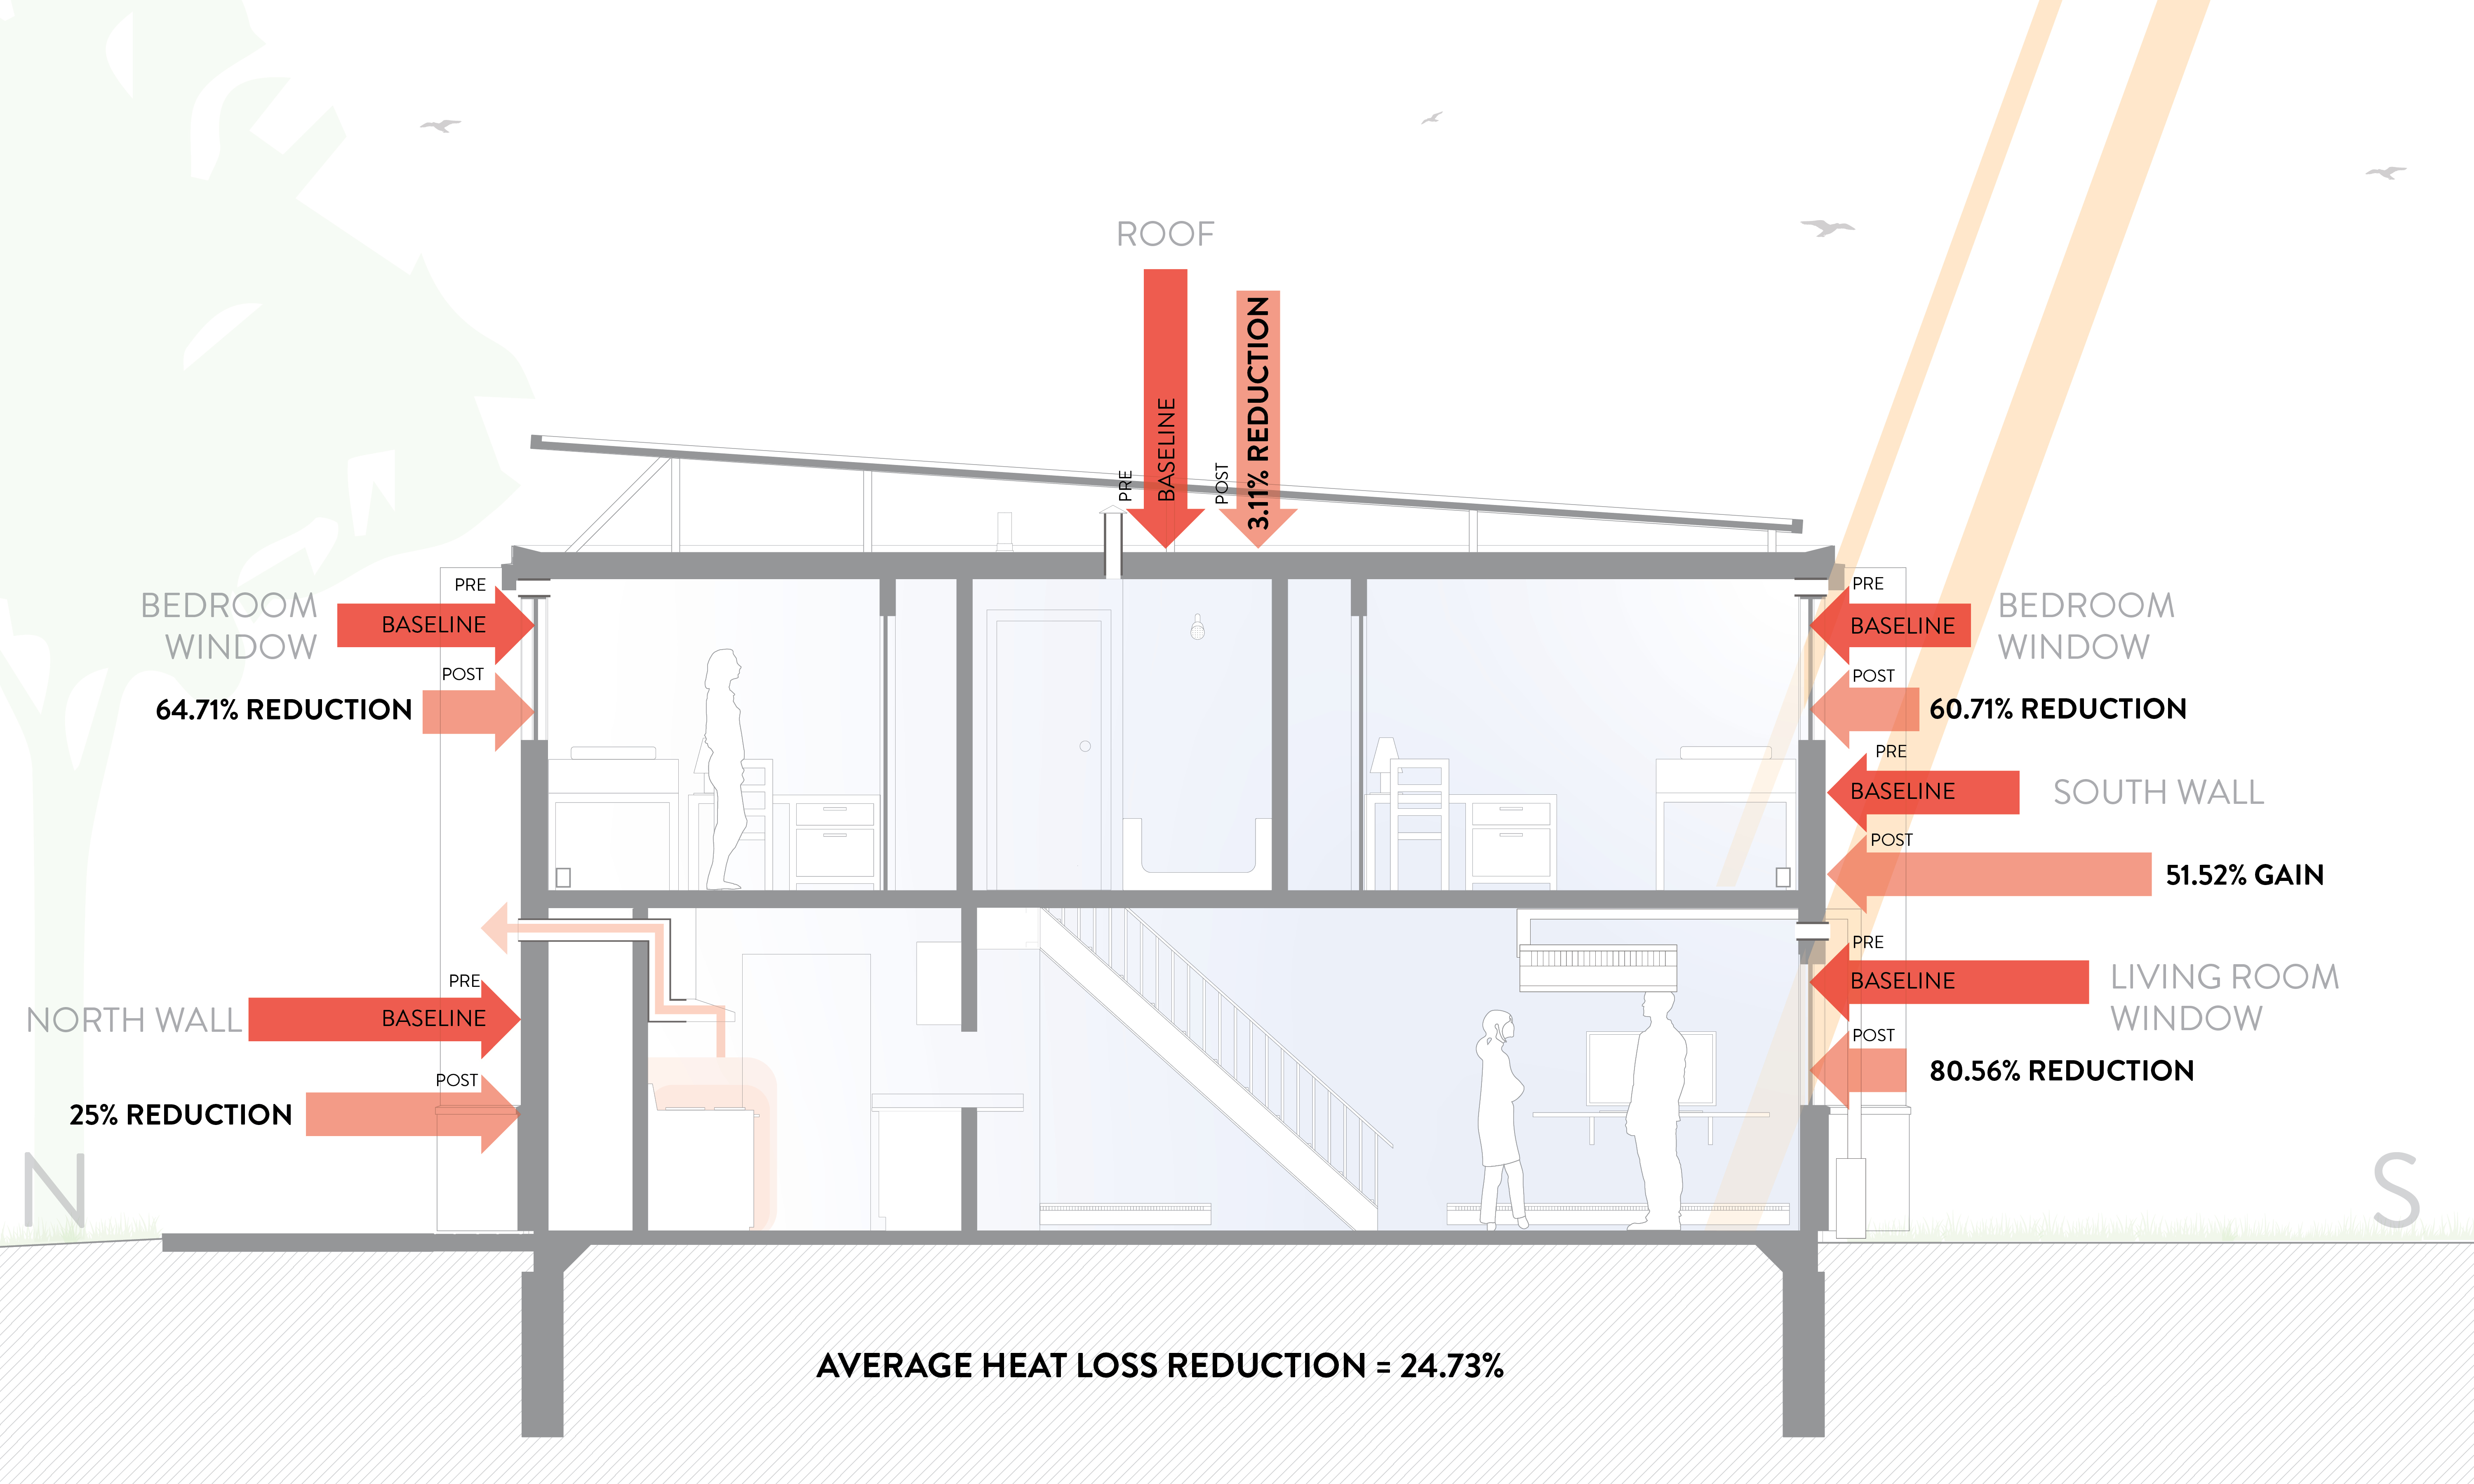 ROOF
PRE
BASELINE
POST
3.11% REDUCTION
BEDROOM
WINDOW
PRE
BASELINE
POST
64.71% REDUCTION
NORTH WALL
PRE
BASELINE
POST
25% REDUCTION
N
PRE
BASELINE
BEDROOM
WINDOW
POST
60.71% REDUCTION
PRE
BASELINE
SOUTH WALL
POST
51.52% GAIN
PRE
BASELINE
LIVING ROOM
WINDOW
POST
80.56% REDUCTION
S
AVERAGE HEAT LOSS REDUCTION = 24.73%